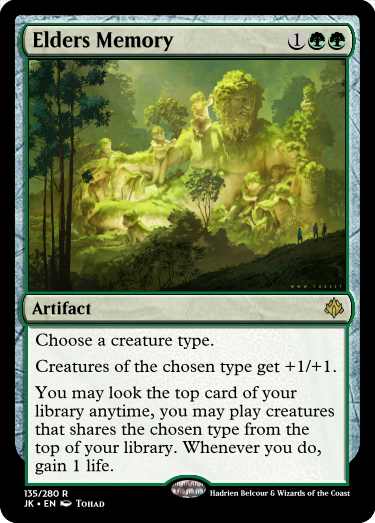 Elders Memory
1
WWW.TOHAD.ET
Artifact
Choose a creature type.
Creatures of the chosen type get +1/+1.
You may look the top card of your
library anytime, you may play creatures
that shares the chosen type from the
top of your library. Whenever you do,
gain 1 life.
135/280 R
JK • EN TOHAD
Hadrien Belcour & Wizards of the Coast